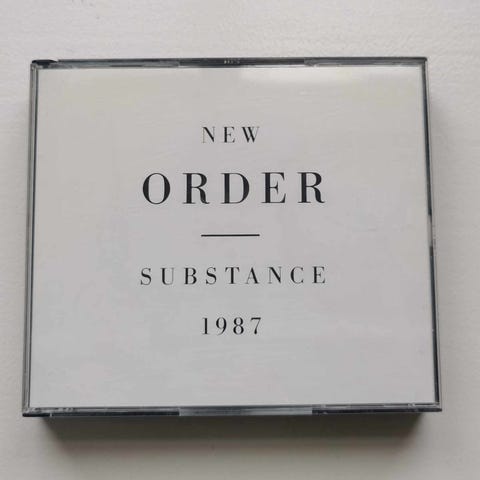 NEW
ORDER
SUBSTANCE
1987